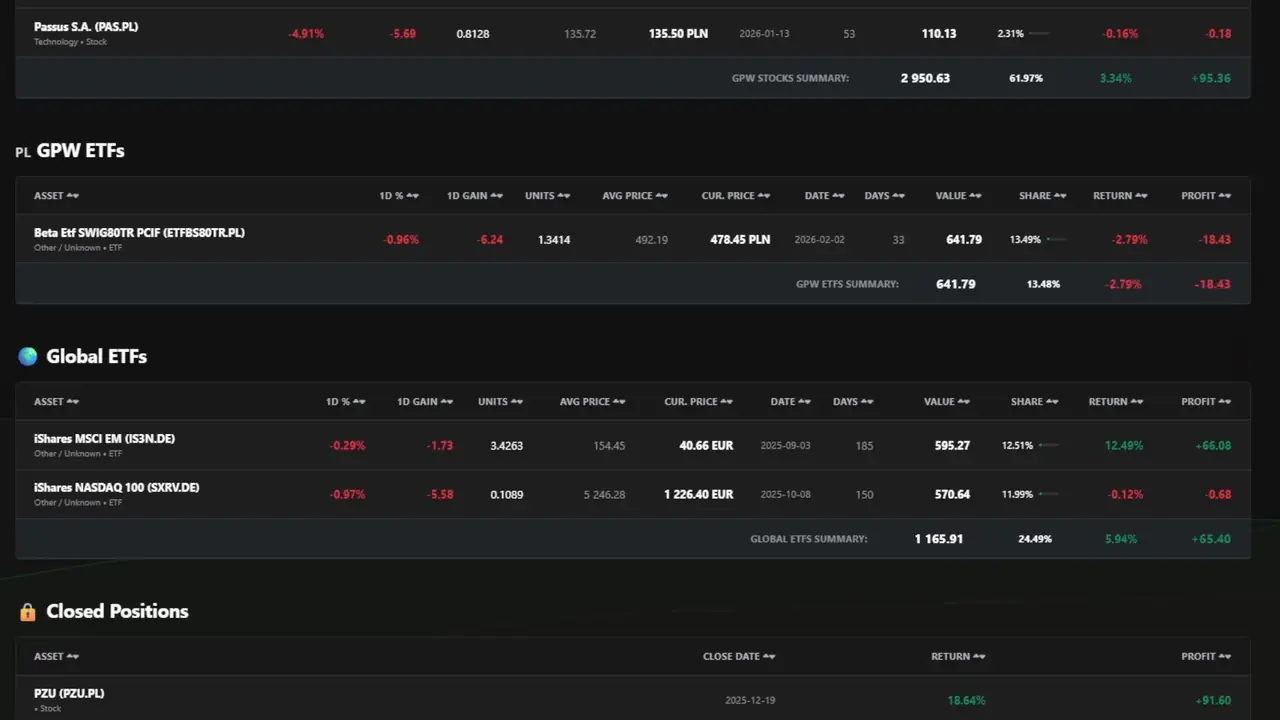 Passus S.A. (PAS.PL) -4.91% -5.69 0.8128 135.72 135.50 PLN 2026-01-13 53 110.13 2.31% -0.16% -0.18
Technology • Stock
GPW STOCKS SUMMARY: 2 950.63 61.97% 3.34% +95.36
PL GPW ETFs
ASSET 1D % 1D GAIN UNITS AVG PRICE CUR. PRICE DATE DAYS VALUE SHARE RETURN PROFIT
Beta Etf SWIG80TR PCIF (ETFBS80TR.PL) -0.96% -6.24 1.3414 492.19 478.45 PLN 2026-02-02 33 641.79 13.49% -2.79% -18.43
Other / Unknown • ETF
GPW ETFS SUMMARY: 641.79 13.48% -2.79% -18.43
Global ETFs
ASSET 1D % 1D GAIN UNITS AVG PRICE CUR. PRICE DATE DAYS VALUE SHARE RETURN PROFIT
iShares MSCI EM (IS3N.DE) -0.29% -1.73 3.4263 154.45 40.66 EUR 2025-09-03 185 595.27 12.51% 12.49% +66.08
Other / Unknown • ETF
iShares NASDAQ 100 (SXRV.DE) -0.97% -5.58 0.1089 5 246.28 1 226.40 EUR 2025-10-08 150 570.64 11.99% -0.12% -0.68
Other / Unknown • ETF
GLOBAL ETFS SUMMARY: 1 165.91 24.49% 5.94% +65.40
Closed Positions
ASSET CLOSE DATE RETURN PROFIT
PZU (PZU.PL) 2025-12-19 18.64% +91.60
• Stock